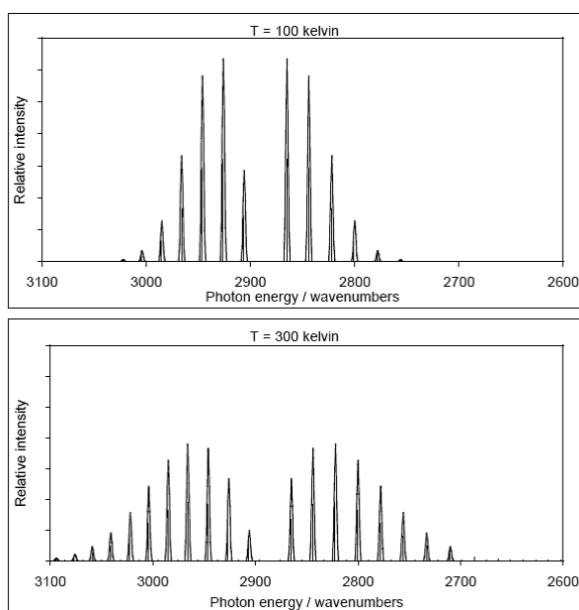 T = 100 kelvin
Relative intensity
3100 3000 2900 2800 2700 2600
Photon energy / wavenumbers
T = 300 kelvin
Relative intensity
3100 3000 2900 2800 2700 2600
Photon energy / wavenumbers